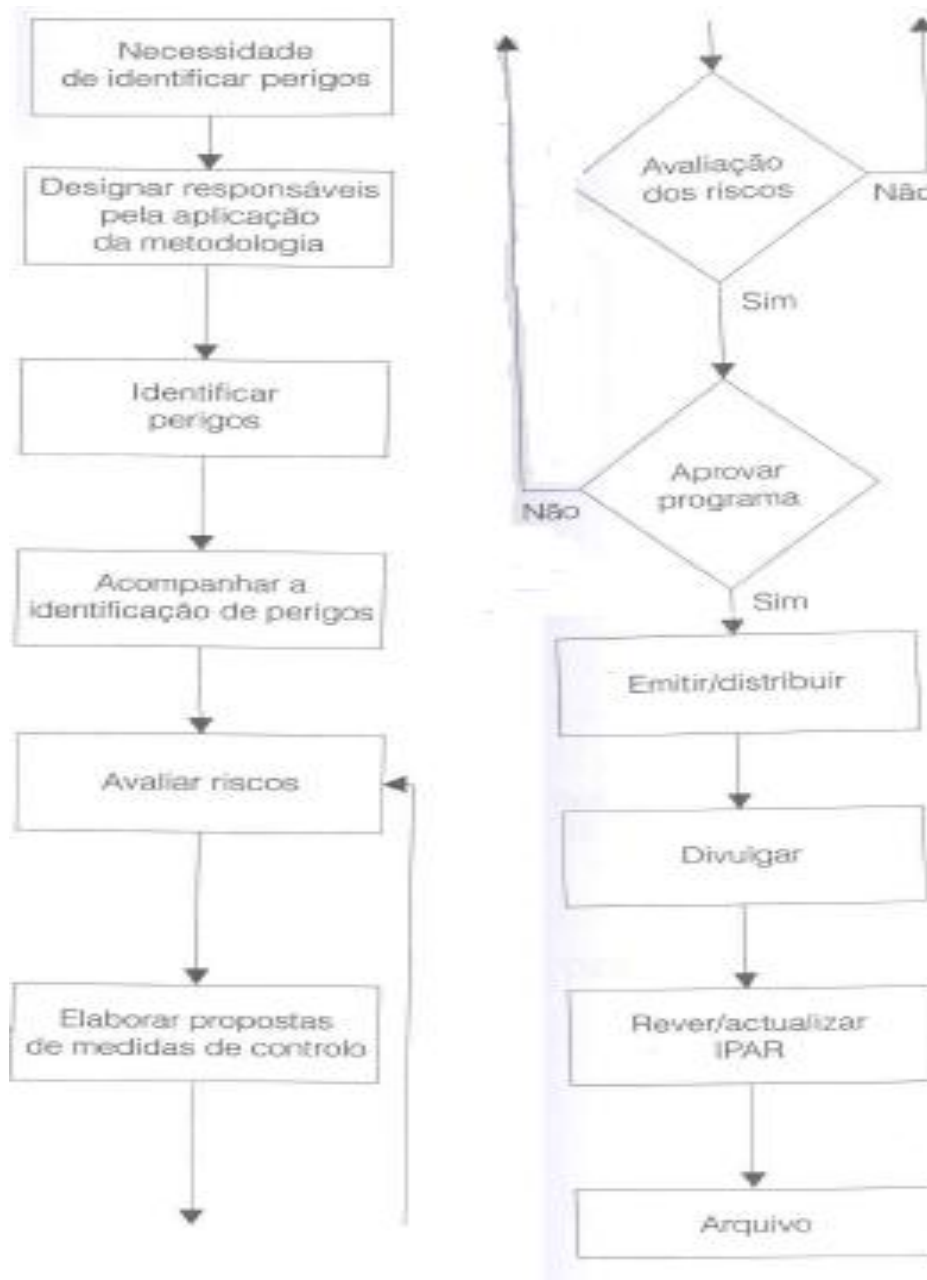 Necessidade
de identificar perigos
Designar responsáveis
pela aplicação
da metodologia
Identificar
perigos
Acompanhar a
identificação de perigos
Avaliar riscos
Elaborar propostas
de medidas de controlo
Avaliação
dos riscos
Não
Sim
Aprovar
programa
Não
Sim
Emitir/distribuir
Divulgar
Rever/actualizar
IPAR
Arquivo